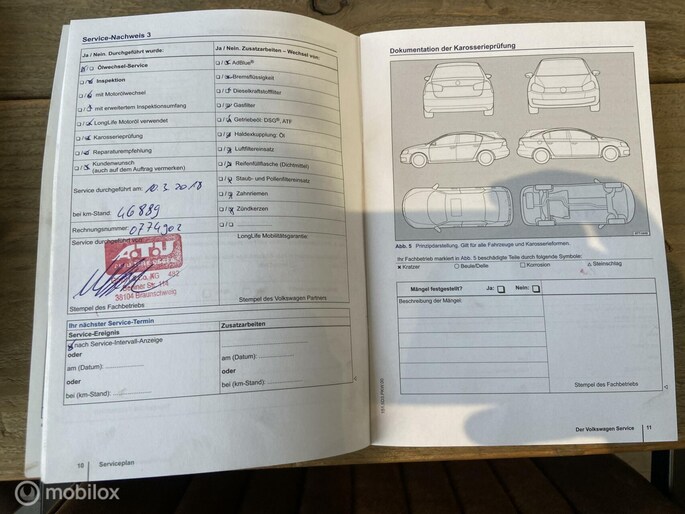 Service-Nachweis 3
Ja / Nein. Durchgeführt wurde:
Ölwechsel-Service
Inspektion
mit Motorölwechsel
mit erweitertem Inspektionsumfang
LongLife Motoröl verwendet
Karosserieprüfung
Reparaturempfehlung
Kundenwunsch
(auch auf dem Auftrag vermerken)
Service durchgeführt am: 10.3.2018
bei km-Stand: 46889
Rechnungsnummer: 0774902
Service durchgeführt von:
A.T.U
38104 Braunschweig
Stempel des Fachbetriebs
Ja / Nein. Zusatzarbeiten – Wechsel von:
AdBlue®
Bremsflüssigkeit
Dieselkraftstofffilter
Gasfilter
Getriebeöl: DSG®, ATF
Haldexkupplung: Öl
Luftfiltereinsatz
Reifenfüllflasche (Dichtmittel)
Staub- und Pollenfiltereinsatz
Zahnriemen
Zündkerzen
LongLife Mobilitätsgarantie:
Stempel des Volkswagen Partners
Ihr nächster Service-Termin
Service-Ereignis
nach Service-Intervall-Anzeige
oder
am (Datum):
oder
bei (km-Stand):
Zusatzarbeiten
am (Datum):
oder
bei (km-Stand):
18 Serviceplan
Dokumentation der Karosserieprüfung
Abb. 5 Prinzipdarstellung. Gilt für alle Fahrzeuge und Karosserieformen.
Ihr Fachbetrieb markiert in Abb. 5 beschädigte Teile durch folgende Symbole:
× Kratzer ○ Beule/Delle □ Korrosion △ Steinschlag
Mängel festgestellt? Ja: Nein:
Beschreibung der Mängel:
Stempel des Fachbetriebs
Der Volkswagen Service 11
mobilox